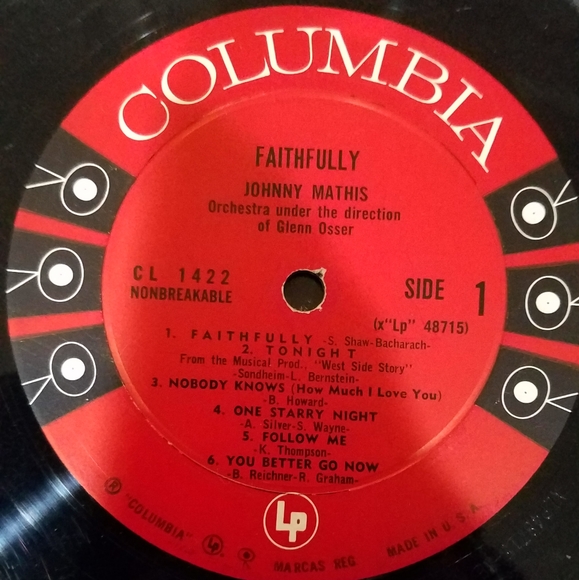 COLUMBIA
FAITHFULLY
JOHNNY MATHIS
Orchestra under the direction
of Glenn Osser
CL 1422
NONBREAKABLE
SIDE 1
(x"Lp" 48715)
1. FAITHFULLY -S. Shaw-Bacharach-
2. TONIGHT
From the Musical Prod., "West Side Story"
-Sondheim-L. Bernstein-
3. NOBODY KNOWS (How Much I Love You)
-B. Howard-
4. ONE STARRY NIGHT
-A. Silver-S. Wayne-
5. FOLLOW ME
-K. Thompson-
6. YOU BETTER GO NOW
-B. Reichner-R. Graham-
Lp
® "COLUMBIA" Lp MARCAS REG. MADE IN U.S.A.